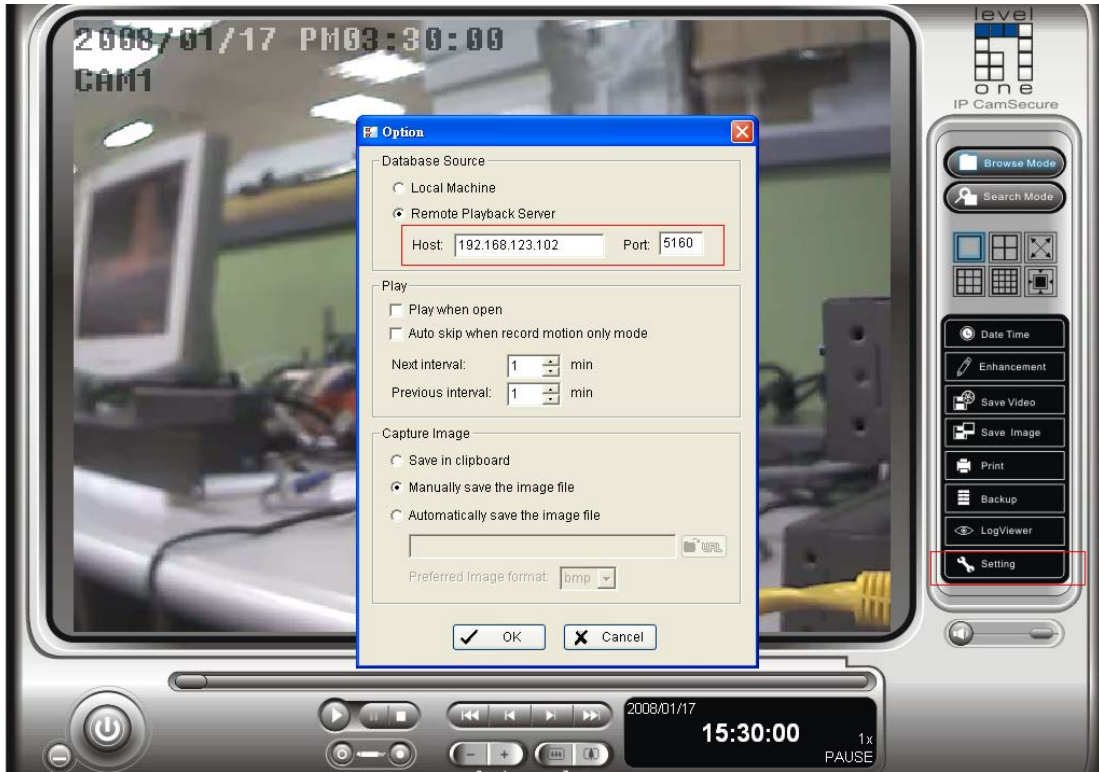 2008/01/17 PM03:30:00
CAM1
level
one
IP CamSecure
Browse Mode
Search Mode
Date Time
Enhancement
Save Video
Save Image
Print
Backup
LogViewer
Setting
Option
Database Source
Local Machine
Remote Playback Server
Host: 192.168.123.102 Port: 5160
Play
Play when open
Auto skip when record motion only mode
Next interval: 1 min
Previous interval: 1 min
Capture Image
Save in clipboard
Manually save the image file
Automatically save the image file
URL
Preferred Image format: bmp
OK Cancel
2008/01/17
15:30:00
1x
PAUSE